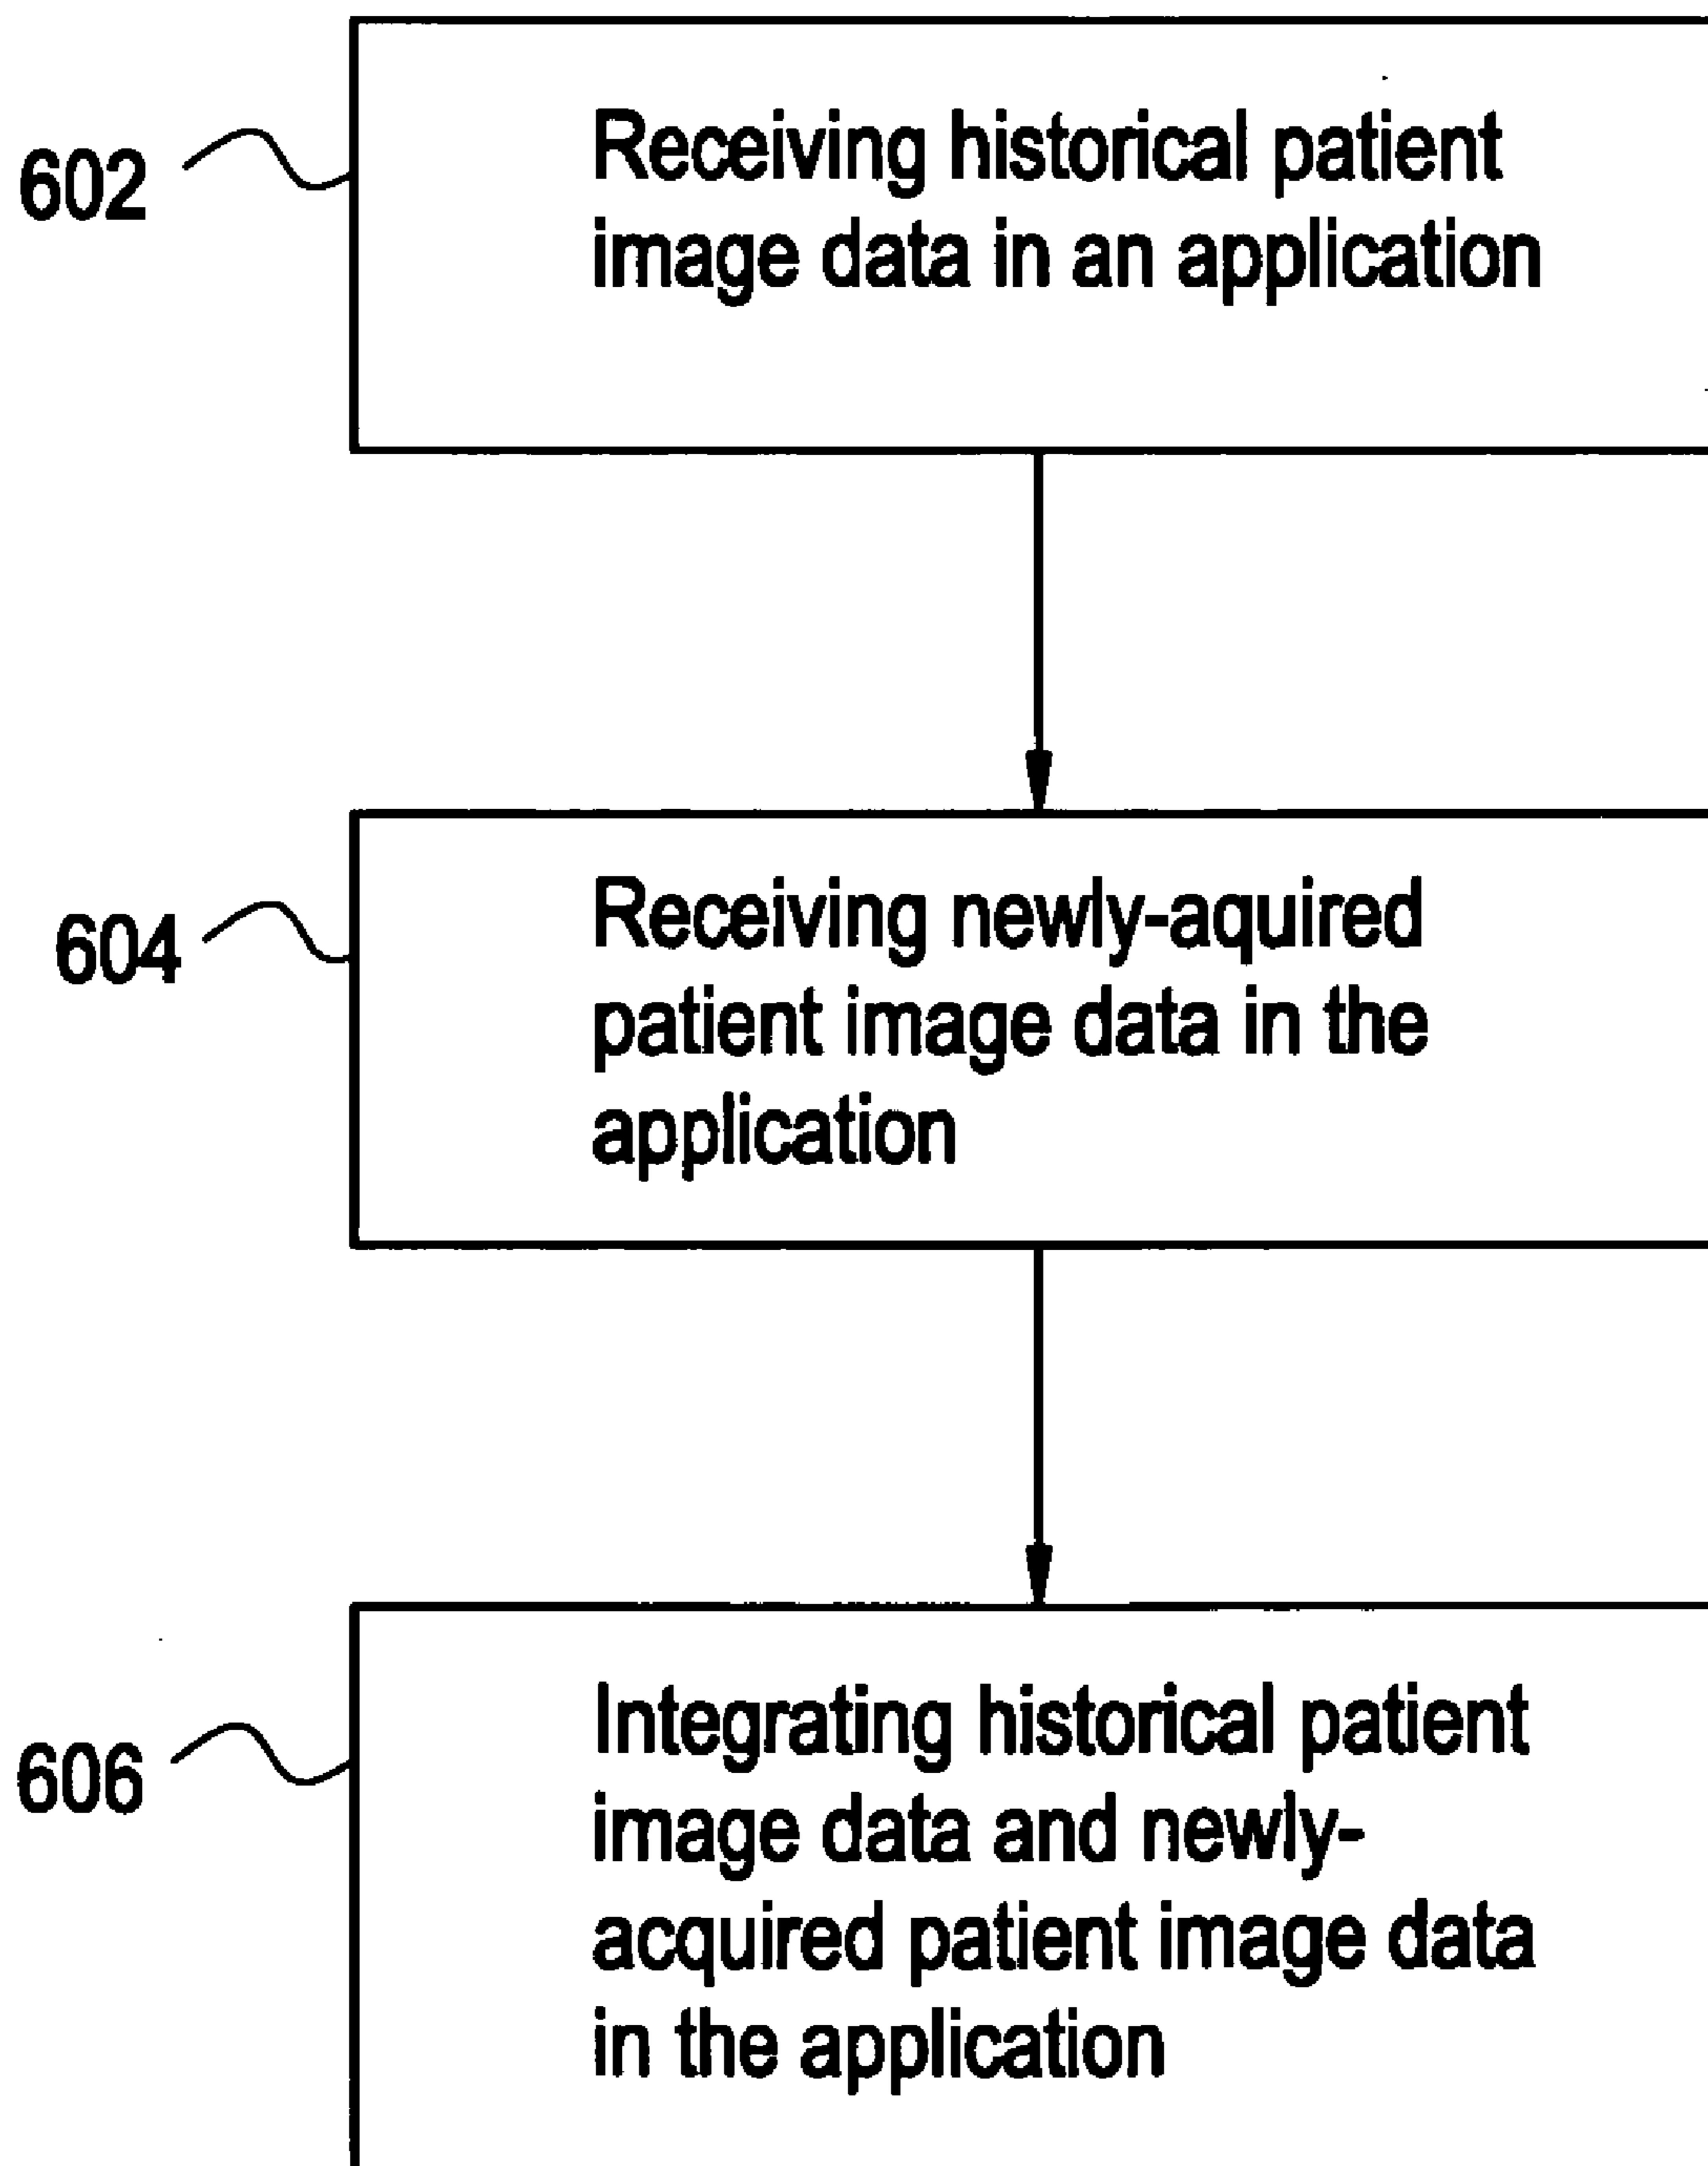 602
Receiving historical patient
image data in an application
604
Receiving newly-aquired
patient image data in the
application
606
Integrating historical patient
image data and newly-
acquired patient image data
in the application